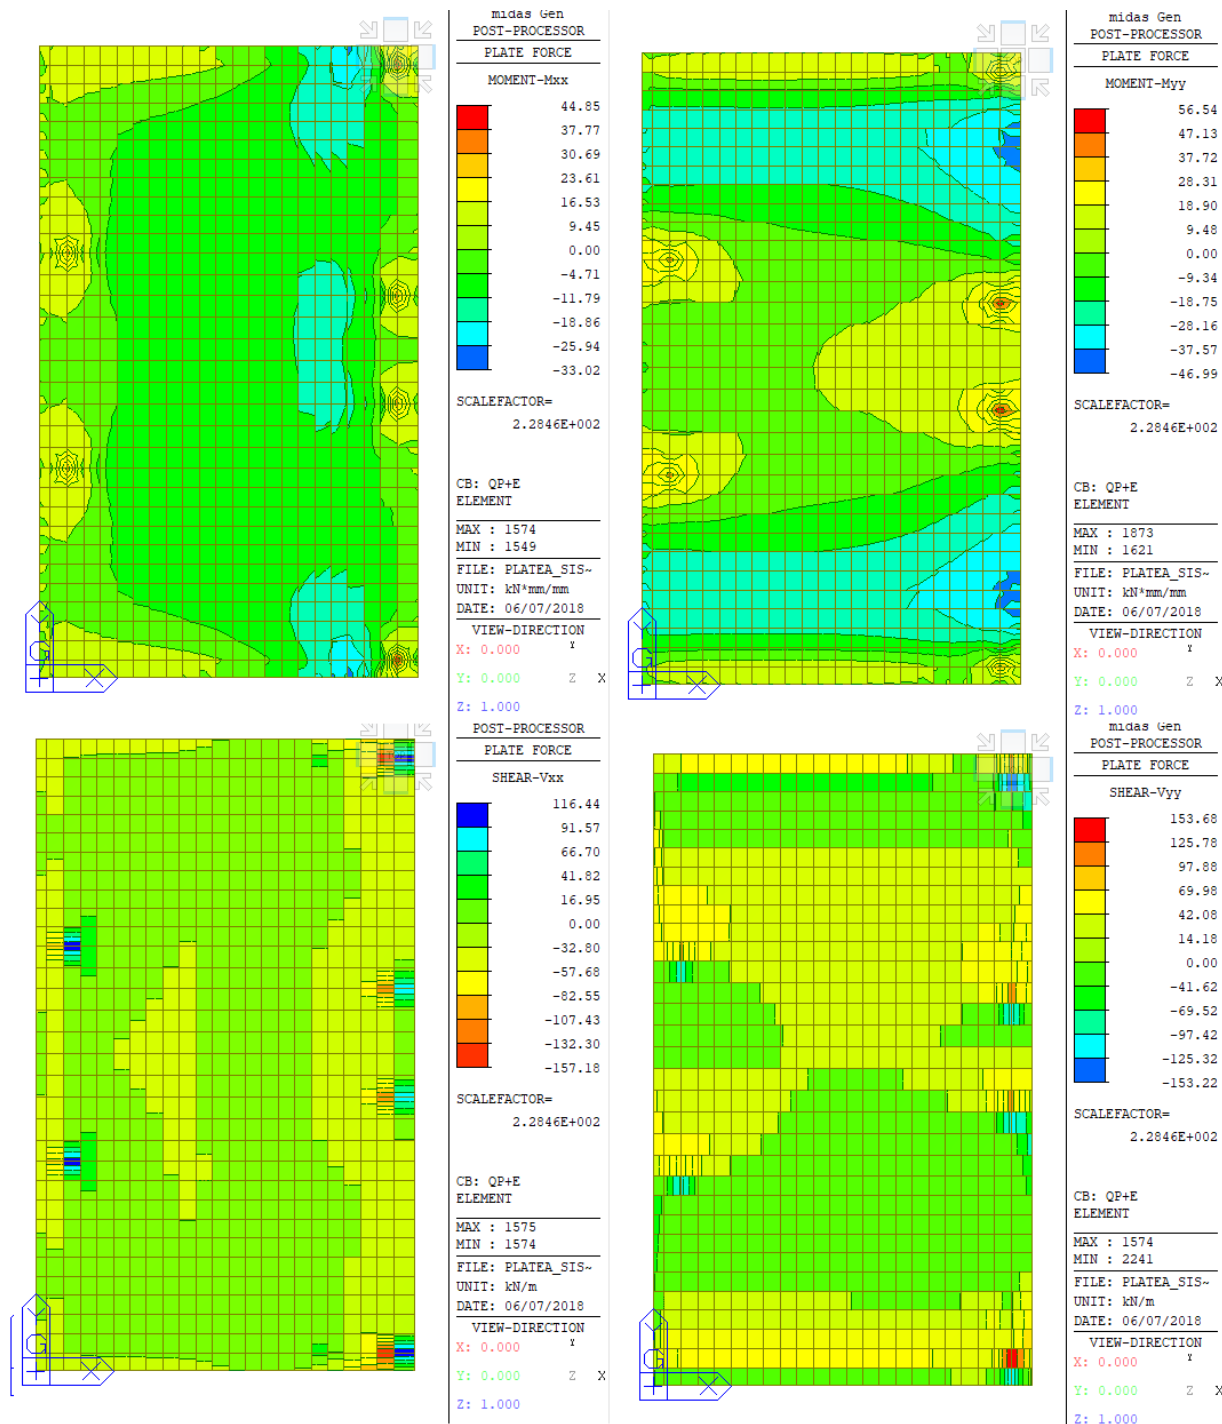 midas Gen
POST-PROCESSOR
PLATE FORCE
MOMENT-Mxx
44.85
37.77
30.69
23.61
16.53
9.45
0.00
-4.71
-11.79
-18.86
-25.94
-33.02
SCALEFACTOR=
2.2846E+002
CB: QP+E
ELEMENT
MAX : 1574
MIN : 1549
FILE: PLATEA_SIS~
UNIT: kN*mm/mm
DATE: 06/07/2018
VIEW-DIRECTION
X: 0.000
Y: 0.000
Z: 1.000
Y
Z X
Y
G
X
midas Gen
POST-PROCESSOR
PLATE FORCE
MOMENT-Myy
56.54
47.13
37.72
28.31
18.90
9.48
0.00
-9.34
-18.75
-28.16
-37.57
-46.99
SCALEFACTOR=
2.2846E+002
CB: QP+E
ELEMENT
MAX : 1873
MIN : 1621
FILE: PLATEA_SIS~
UNIT: kN*mm/mm
DATE: 06/07/2018
VIEW-DIRECTION
X: 0.000
Y: 0.000
Z: 1.000
Y
Z X
Y
G
X
POST-PROCESSOR
PLATE FORCE
SHEAR-Vxx
116.44
91.57
66.70
41.82
16.95
0.00
-32.80
-57.68
-82.55
-107.43
-132.30
-157.18
SCALEFACTOR=
2.2846E+002
CB: QP+E
ELEMENT
MAX : 1575
MIN : 1574
FILE: PLATEA_SIS~
UNIT: kN/m
DATE: 06/07/2018
VIEW-DIRECTION
X: 0.000
Y: 0.000
Z: 1.000
Y
Z X
Y
G
X
midas Gen
POST-PROCESSOR
PLATE FORCE
SHEAR-Vyy
153.68
125.78
97.88
69.98
42.08
14.18
0.00
-41.62
-69.52
-97.42
-125.32
-153.22
SCALEFACTOR=
2.2846E+002
CB: QP+E
ELEMENT
MAX : 1574
MIN : 2241
FILE: PLATEA_SIS~
UNIT: kN/m
DATE: 06/07/2018
VIEW-DIRECTION
X: 0.000
Y: 0.000
Z: 1.000
Y
Z X
Y
G
X